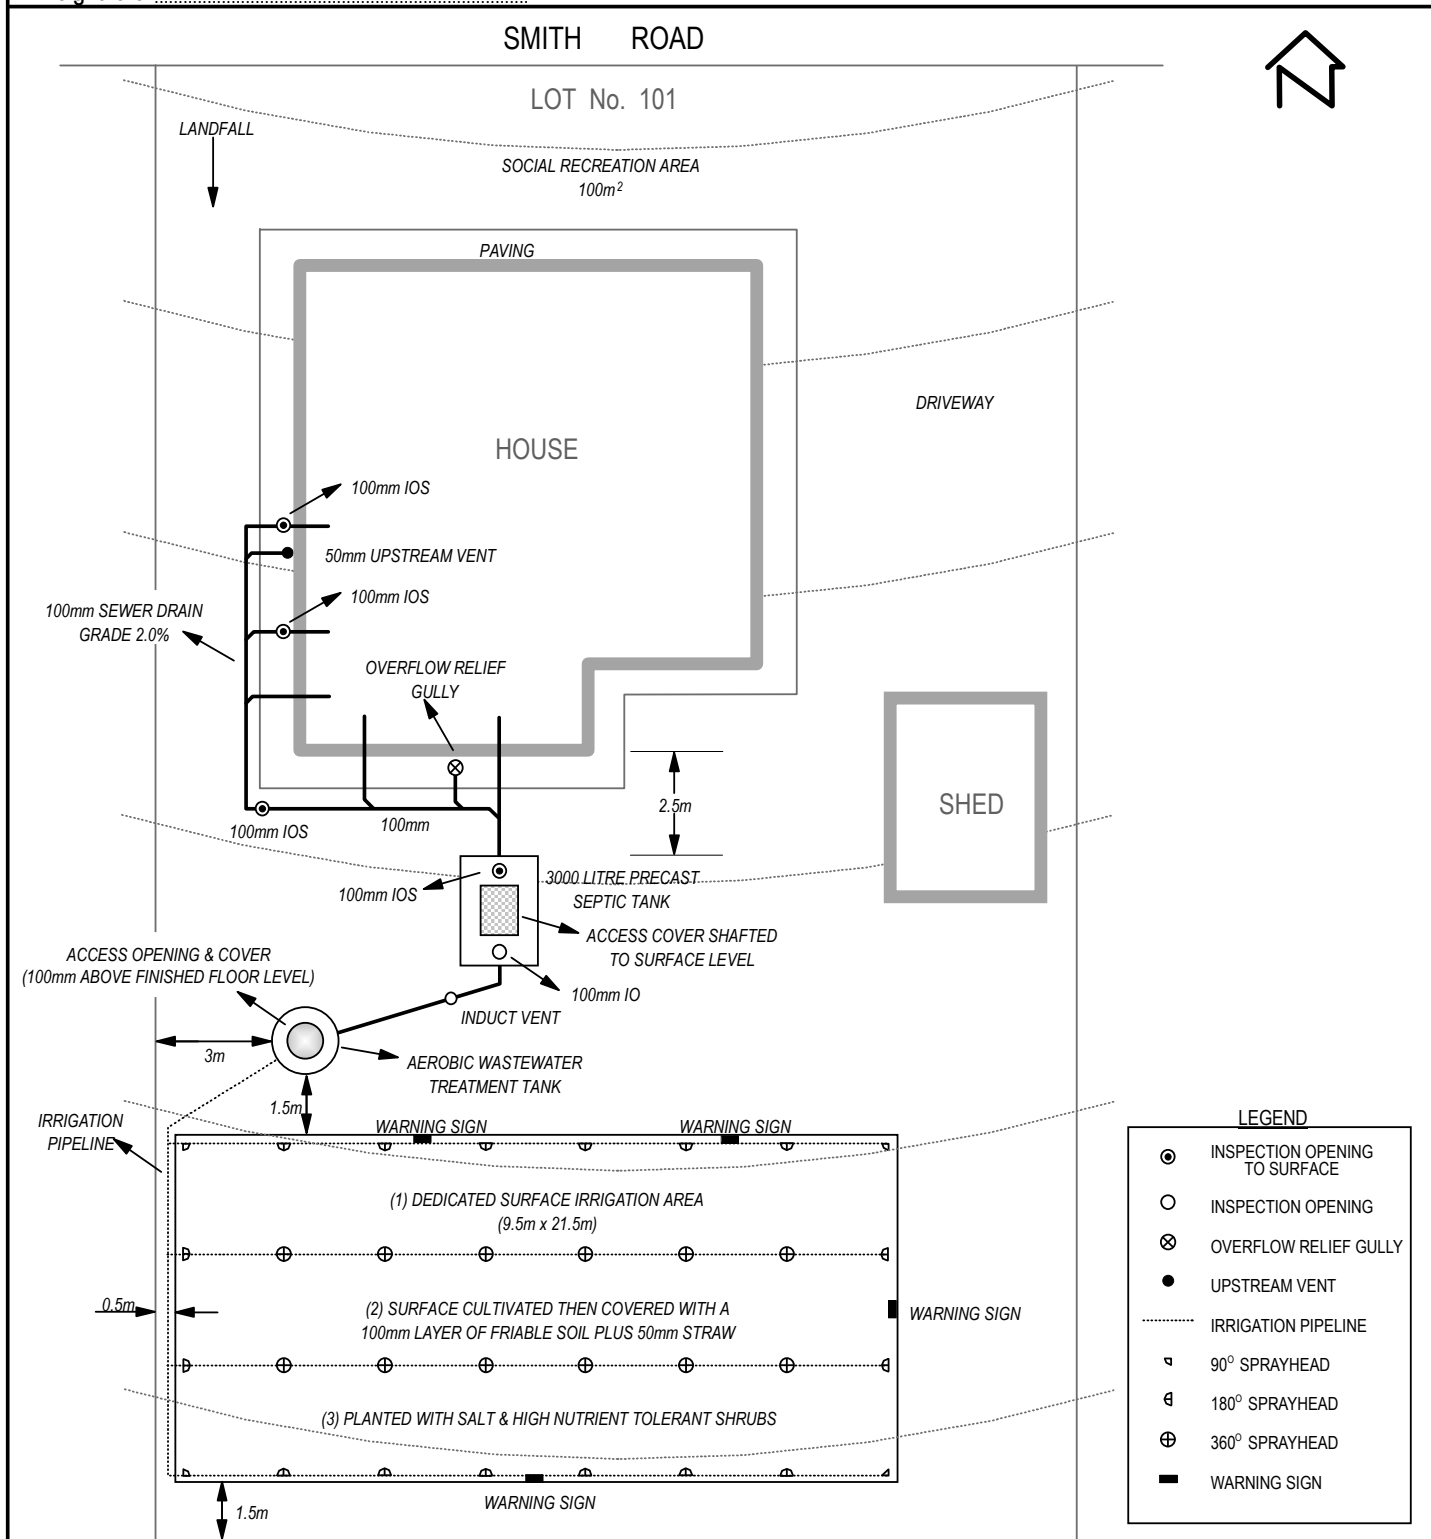 SMITH ROAD
N
LOT No. 101
LANDFALL
SOCIAL RECREATION AREA
100m²
PAVING
DRIVEWAY
HOUSE
100mm IOS
50mm UPSTREAM VENT
100mm IOS
100mm SEWER DRAIN
GRADE 2.0%
OVERFLOW RELIEF
GULLY
2.5m
SHED
100mm IOS
100mm
100mm IOS
3000 LITRE PRECAST
SEPTIC TANK
ACCESS COVER SHAFTED
TO SURFACE LEVEL
ACCESS OPENING & COVER
(100mm ABOVE FINISHED FLOOR LEVEL)
100mm IO
INDUCT VENT
3m
AEROBIC WASTEWATER
TREATMENT TANK
1.5m
IRRIGATION
PIPELINE
WARNING SIGN
WARNING SIGN
(1) DEDICATED SURFACE IRRIGATION AREA
(9.5m x 21.5m)
0.5m
(2) SURFACE CULTIVATED THEN COVERED WITH A
100mm LAYER OF FRIABLE SOIL PLUS 50mm STRAW
WARNING SIGN
(3) PLANTED WITH SALT & HIGH NUTRIENT TOLERANT SHRUBS
WARNING SIGN
1.5m
LEGEND
INSPECTION OPENING
TO SURFACE
INSPECTION OPENING
OVERFLOW RELIEF GULLY
UPSTREAM VENT
IRRIGATION PIPELINE
90° SPRAYHEAD
180° SPRAYHEAD
360° SPRAYHEAD
WARNING SIGN